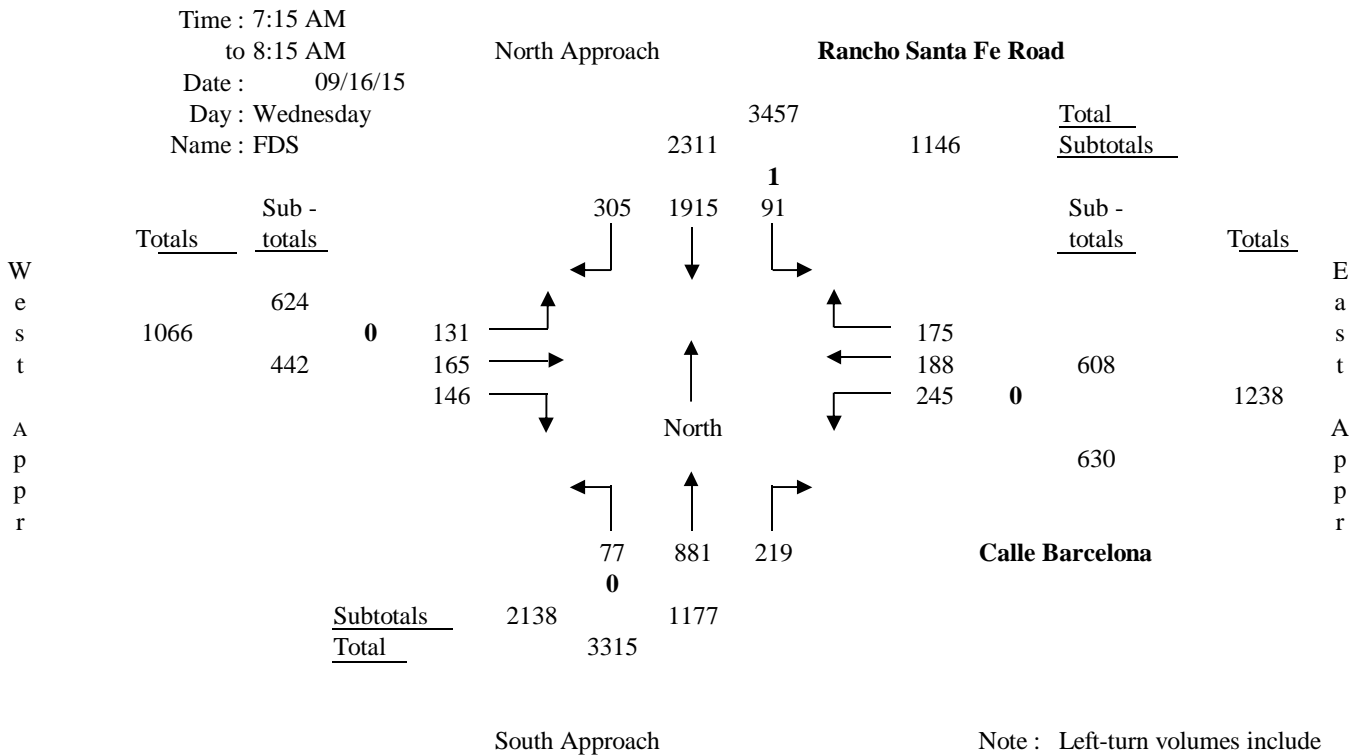 Time : 7:15 AM
to 8:15 AM North Approach Rancho Santa Fe Road
Date : 09/16/15
Day : Wednesday 3457 Total
Name : FDS 2311 1146 Subtotals
1
Sub - 305 1915 91 Sub -
Totals totals totals Totals
W E
e 624 a
s 1066 0 131 175 s
t 442 165 188 608 t
146 245 0 1238
A North A
p 630 p
p p
r r
77 881 219 Calle Barcelona
0
Subtotals 2138 1177
Total 3315
South Approach Note : Left-turn volumes include